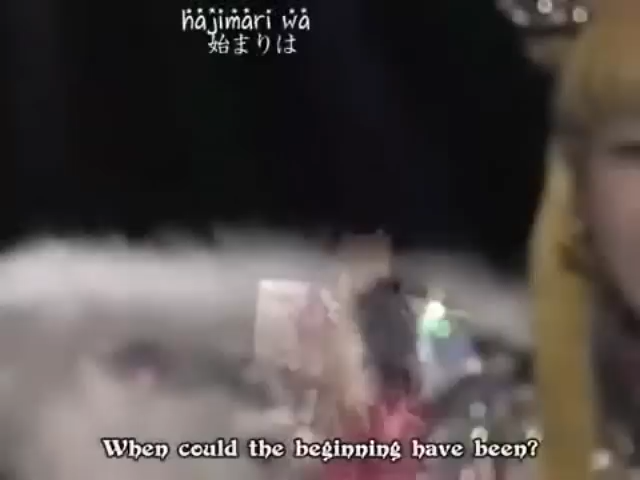 hajimari wa
始まりは
When could the beginning have been?